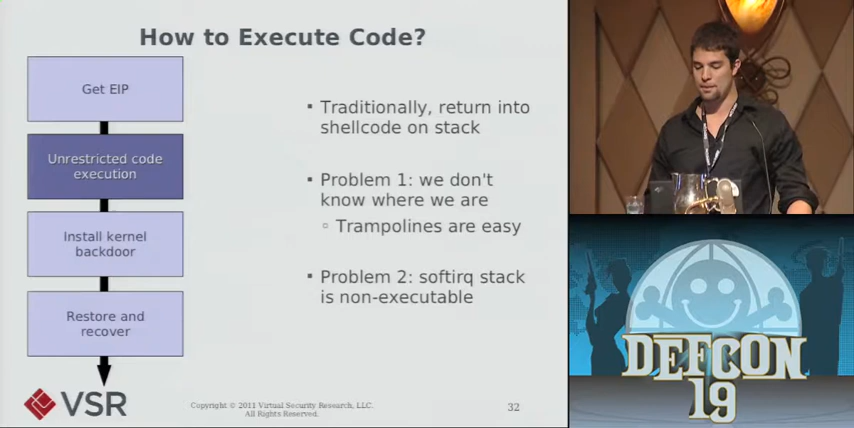 How to Execute Code?
Get EIP
Unrestricted code
execution
Install kernel
backdoor
Restore and
recover
▪ Traditionally, return into
shellcode on stack
▪ Problem 1: we don't
know where we are
▫ Trampolines are easy
▪ Problem 2: softirq stack
is non-executable
VSR
Copyright © 2011 Virtual Security Research, LLC.
All Rights Reserved.
32
DEFCON
19